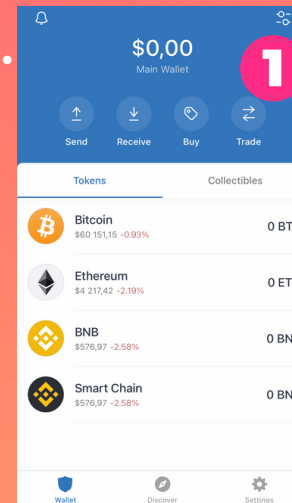 $0,00
Main Wallet
1
Send Receive Buy Trade
Tokens Collectibles
Bitcoin
$60 151,15 -0.93%
0 BT
Ethereum
$4 217,42 -2.19%
0 ET
BNB
$576,97 -2.58%
0 BN
Smart Chain
$576,97 -2.58%
0 BN
Wallet Discover Settings